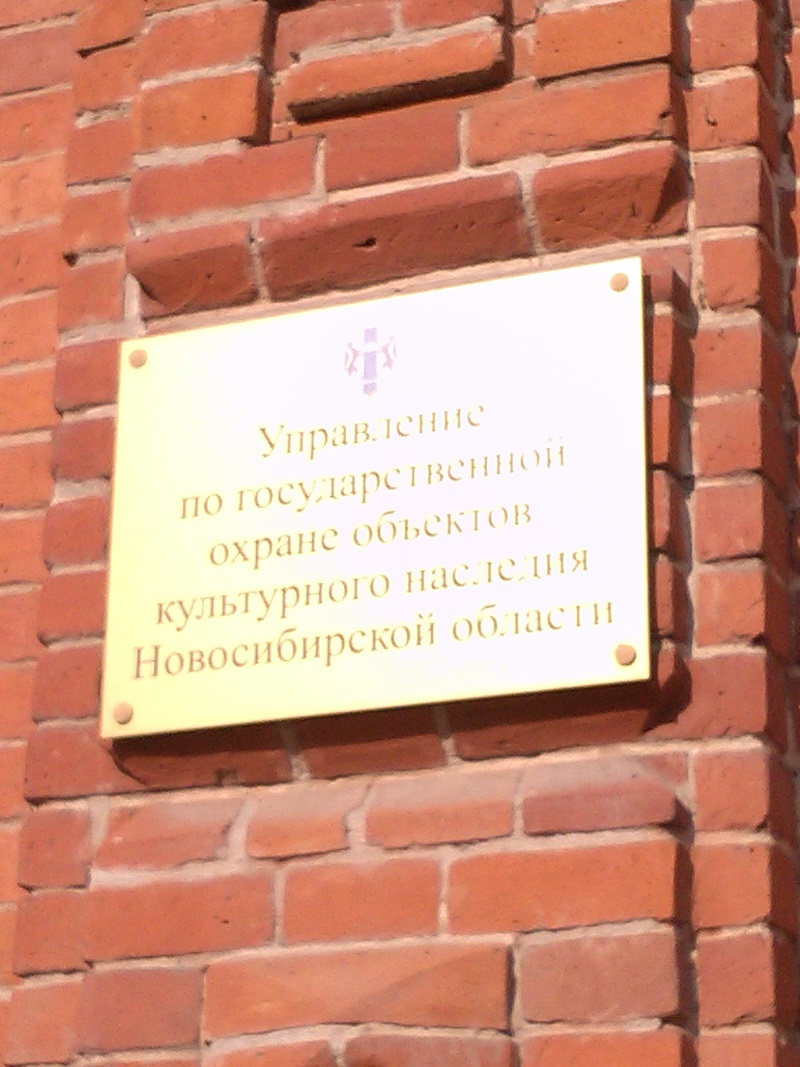 Управление
по государственной
охране объектов
культурного наследия
Новосибирской области